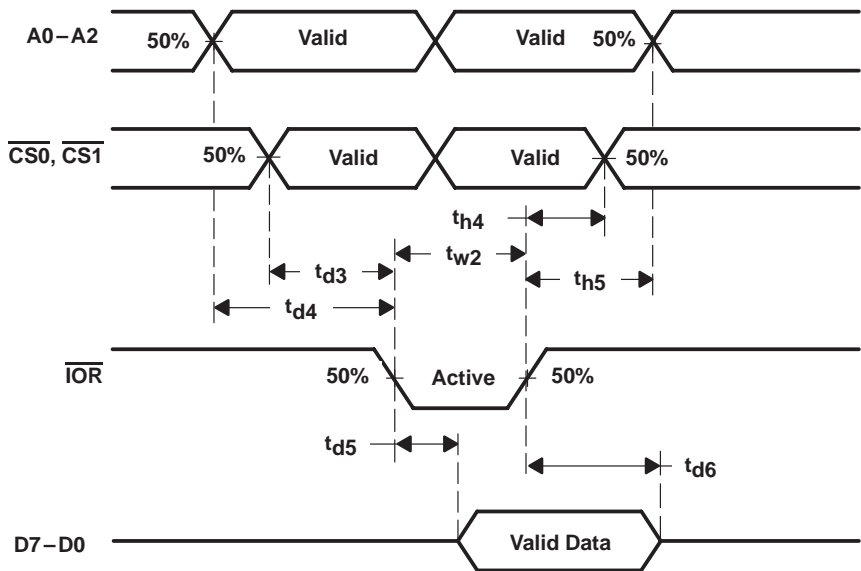 A0–A2 50% Valid Valid 50%
CS0, CS1 50% Valid Valid 50%
th4
td3 tw2 th5
td4
IOR 50% Active 50%
td5 td6
D7–D0 Valid Data